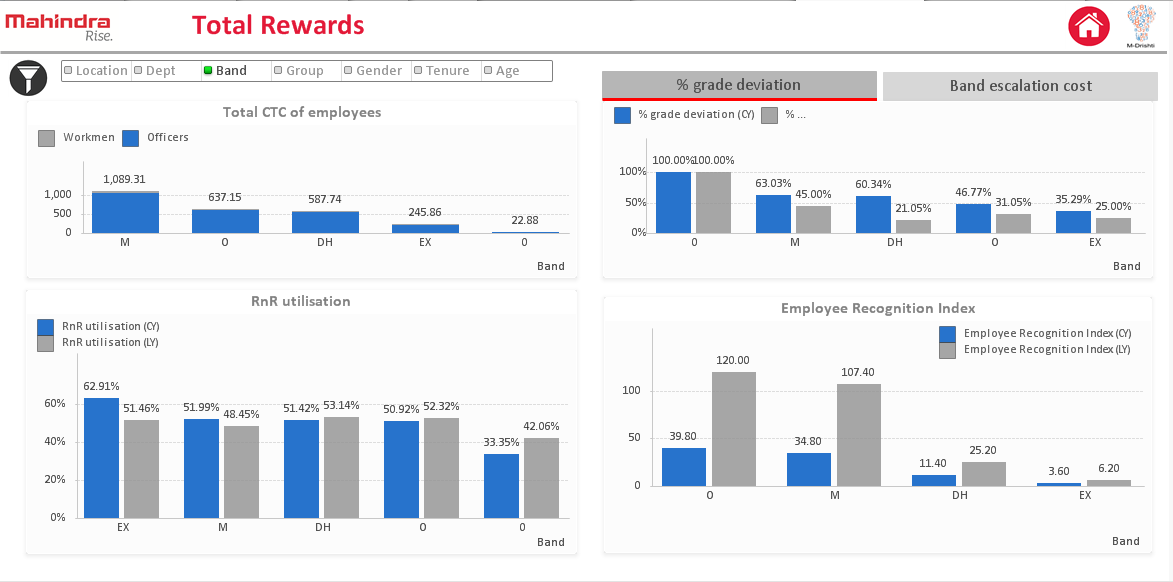 Mahindra
Rise.
Total Rewards
M-Drishti
Location Dept Band Group Gender Tenure Age
% grade deviation
Band escalation cost
Total CTC of employees
Workmen Officers
1,089.31
637.15
587.74
245.86
22.88
1,000
500
0
M O DH EX 0
Band
% grade deviation (CY) % ...
100.00% 100.00%
63.03% 45.00%
60.34% 21.05%
46.77% 31.05%
35.29% 25.00%
100%
50%
0%
0 M DH O EX
Band
RnR utilisation
RnR utilisation (CY)
RnR utilisation (LY)
62.91% 51.46%
51.99% 48.45%
51.42% 53.14%
50.92% 52.32%
33.35% 42.06%
60%
40%
20%
0%
EX M DH O 0
Band
Employee Recognition Index
Employee Recognition Index (CY)
Employee Recognition Index (LY)
39.80 120.00
34.80 107.40
11.40 25.20
3.60 6.20
100
50
0
O M DH EX
Band